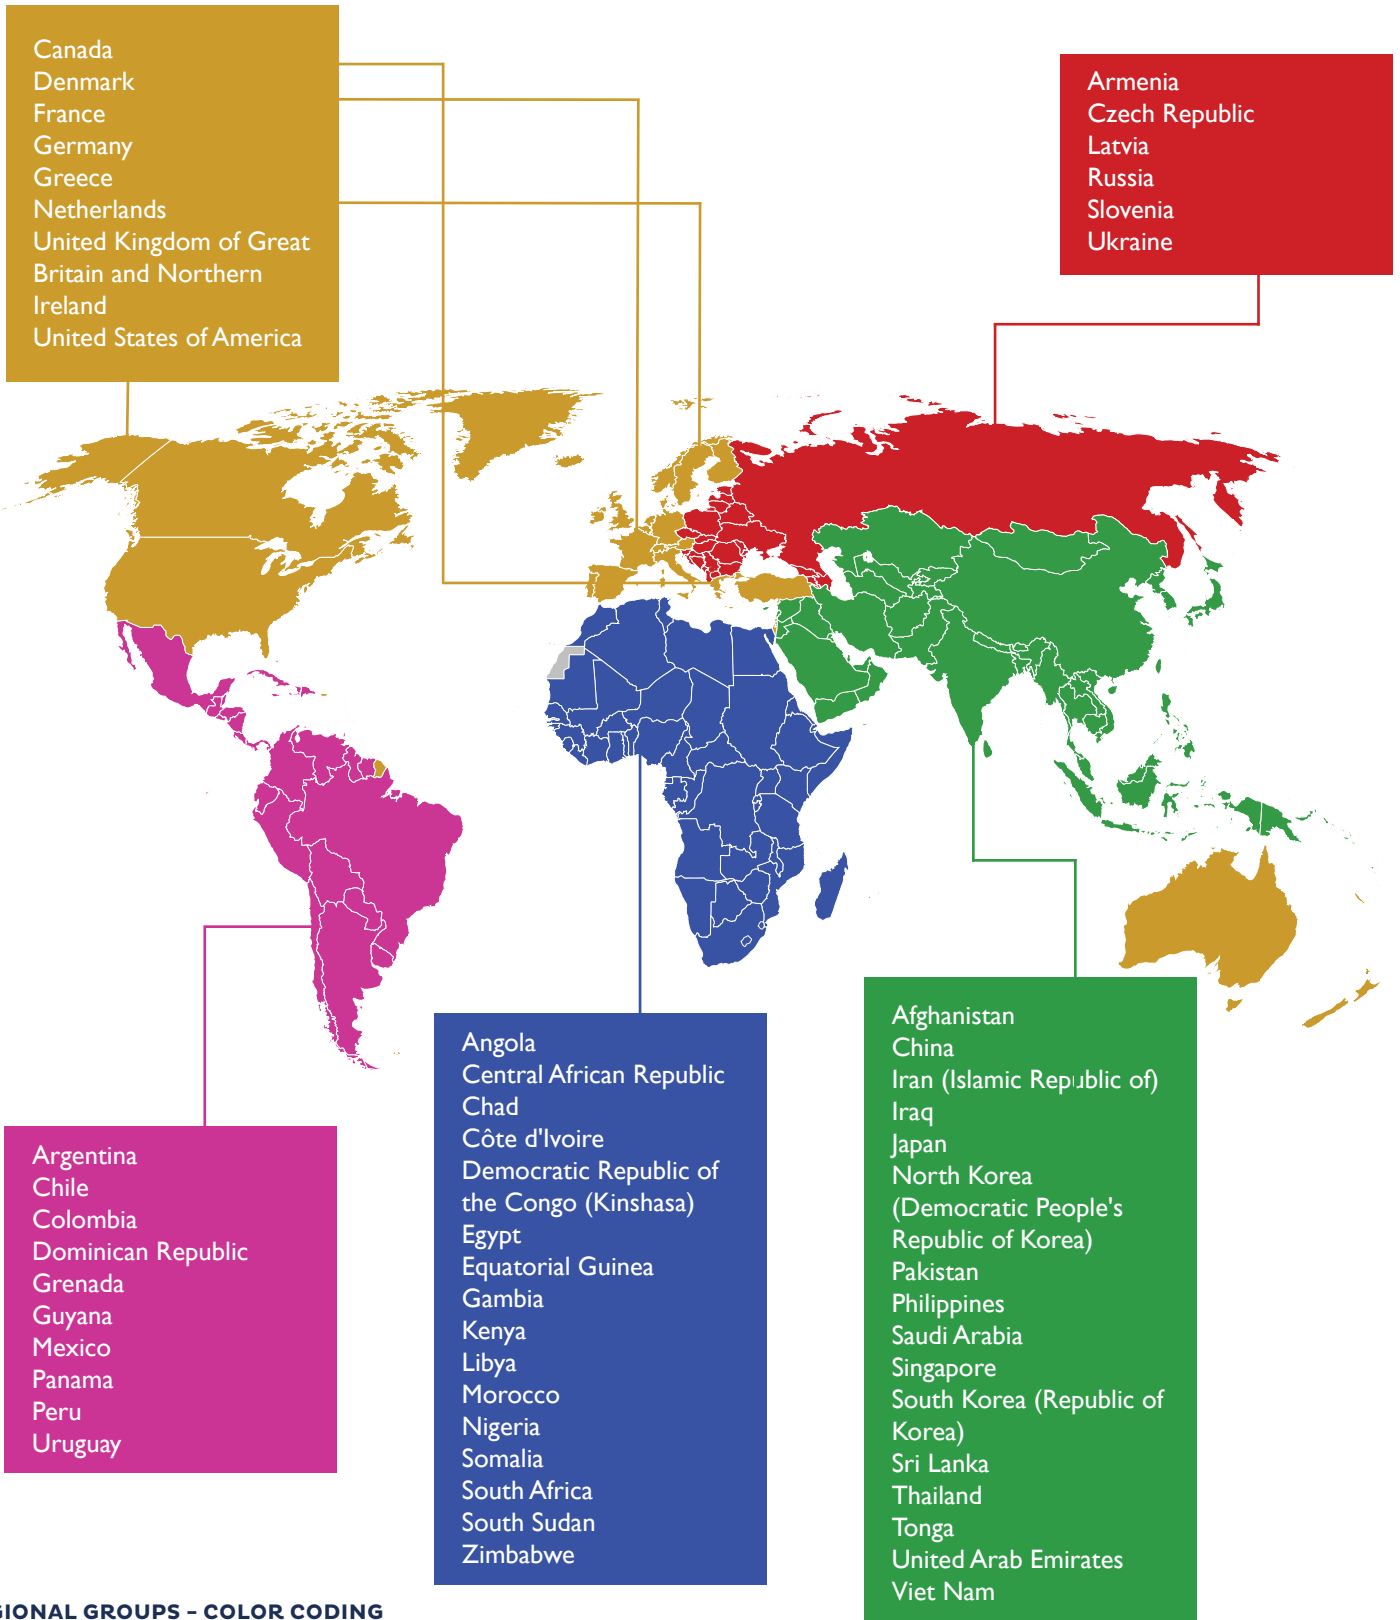 Canada
Denmark
France
Germany
Greece
Netherlands
United Kingdom of Great
Britain and Northern
Ireland
United States of America
Armenia
Czech Republic
Latvia
Russia
Slovenia
Ukraine
Argentina
Chile
Colombia
Dominican Republic
Grenada
Guyana
Mexico
Panama
Peru
Uruguay
Angola
Central African Republic
Chad
Côte d'Ivoire
Democratic Republic of
the Congo (Kinshasa)
Egypt
Equatorial Guinea
Gambia
Kenya
Libya
Morocco
Nigeria
Somalia
South Africa
South Sudan
Zimbabwe
Afghanistan
China
Iran (Islamic Republic of)
Iraq
Japan
North Korea
(Democratic People's
Republic of Korea)
Pakistan
Philippines
Saudi Arabia
Singapore
South Korea (Republic of
Korea)
Sri Lanka
Thailand
Tonga
United Arab Emirates
Viet Nam
GIONAL GROUPS – COLOR CODING